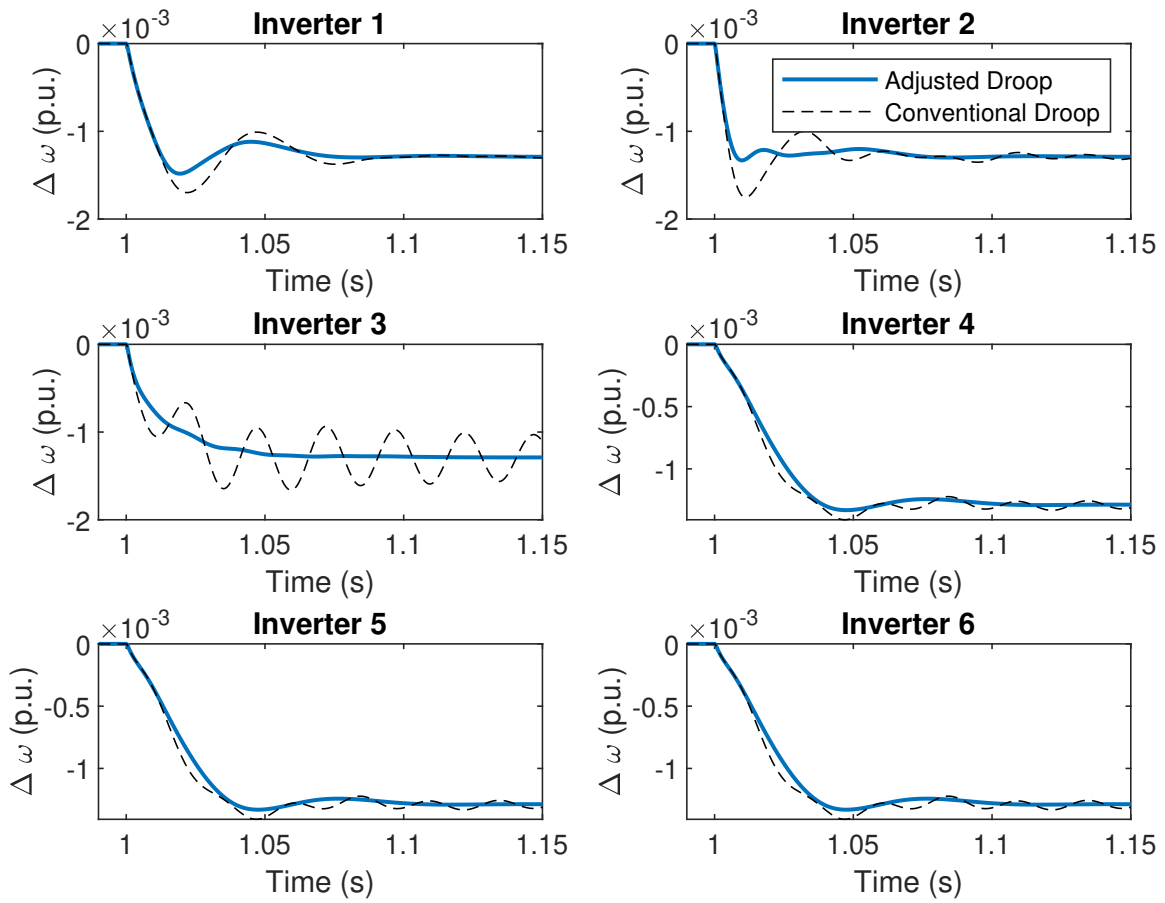 ×10-3
Inverter 1
0
-1
-2
Δ ω (p.u.)
1
1.05
1.1
1.15
Time (s)
×10-3
Inverter 2
0
-1
-2
Δ ω (p.u.)
Adjusted Droop
Conventional Droop
1
1.05
1.1
1.15
Time (s)
×10-3
Inverter 3
0
-1
-2
Δ ω (p.u.)
1
1.05
1.1
1.15
Time (s)
×10-3
Inverter 4
0
-0.5
-1
Δ ω (p.u.)
1
1.05
1.1
1.15
Time (s)
×10-3
Inverter 5
0
-0.5
-1
Δ ω (p.u.)
1
1.05
1.1
1.15
Time (s)
×10-3
Inverter 6
0
-0.5
-1
Δ ω (p.u.)
1
1.05
1.1
1.15
Time (s)